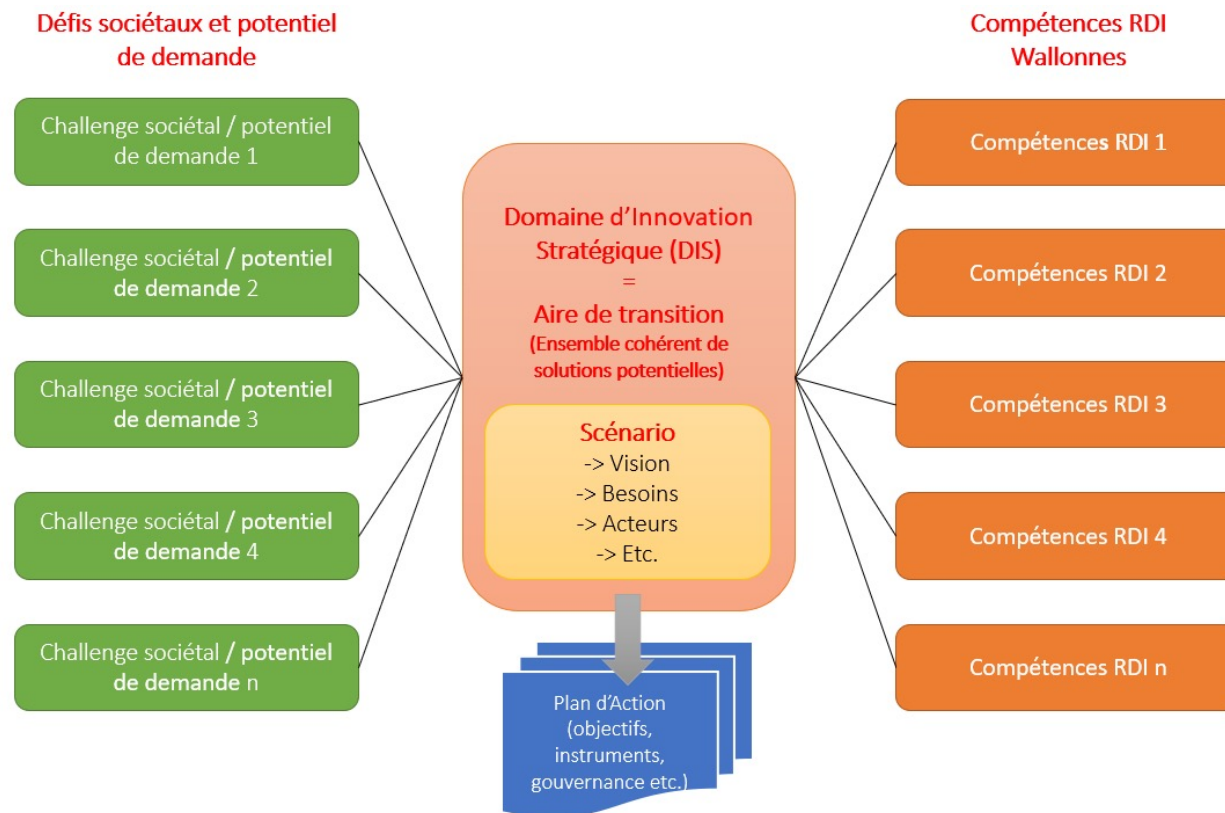 Défis sociétaux et potentiel
de demande
Challenge sociétal / potentiel
de demande 1
Challenge sociétal / potentiel
de demande 2
Challenge sociétal / potentiel
de demande 3
Challenge sociétal / potentiel
de demande 4
Challenge sociétal / potentiel
de demande n
Domaine d’Innovation
Stratégique (DIS)
=
Aire de transition
(Ensemble cohérent de
solutions potentielles)
Scénario
-> Vision
-> Besoins
-> Acteurs
-> Etc.
Plan d’Action
(objectifs,
instruments,
gouvernance etc.)
Compétences RDI
Wallonnes
Compétences RDI 1
Compétences RDI 2
Compétences RDI 3
Compétences RDI 4
Compétences RDI n